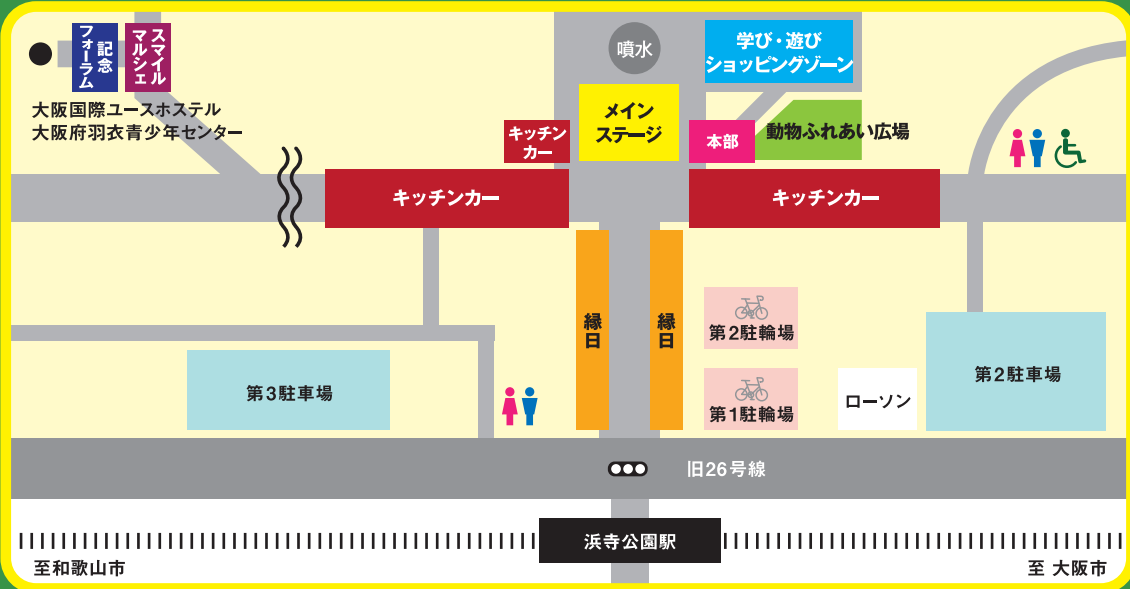 記念
フォーラム
スマイル
マルシェ
大阪国際ユースホステル
大阪府羽衣青少年センター
噴水
学び・遊び
ショッピングゾーン
メイン
ステージ
キッチン
カー
本部
動物ふれあい広場
キッチンカー
キッチンカー
縁日
縁日
第2駐輪場
第1駐輪場
ローソン
第2駐車場
第3駐車場
旧26号線
浜寺公園駅
至和歌山市
至 大阪市